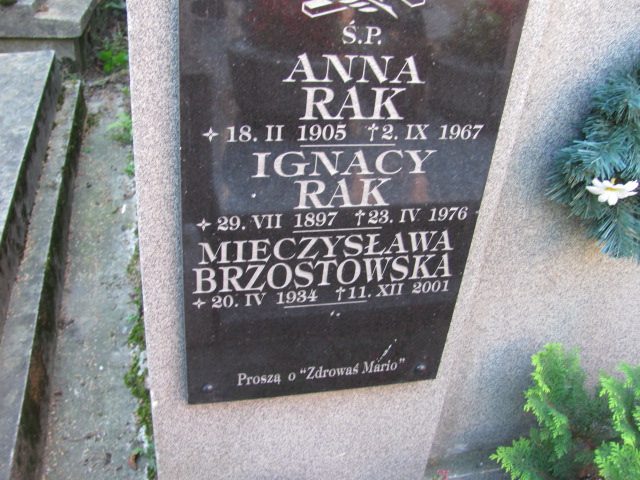 Ś.P.
ANNA
RAK
✦ 18. II 1905 †2. IX 1967
IGNACY
RAK
✦ 29. VII 1897 †23. IV 1976
MIECZYSŁAWA
BRZOSTOWSKA
✦ 20. IV 1934 †11. XII 2001
Proszą o "Zdrowaś Mario"